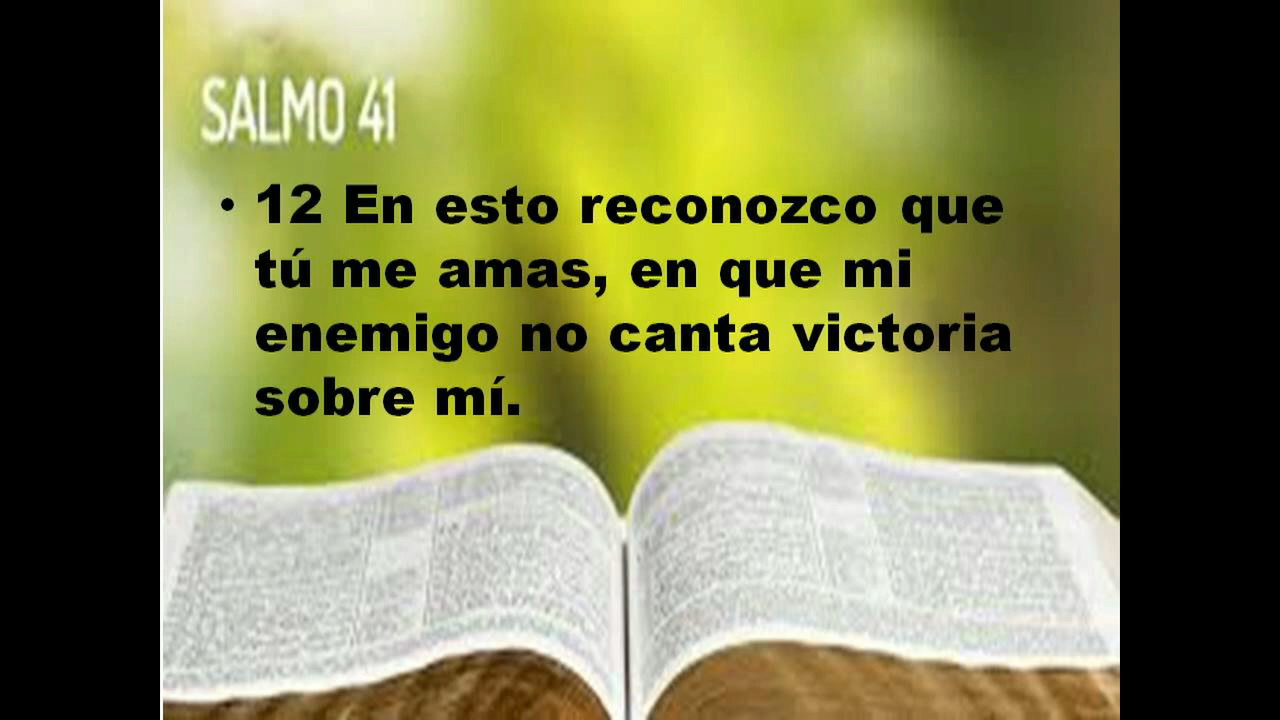 SALMO 41
• 12 En esto reconozco que
tú me amas, en que mi
enemigo no canta victoria
sobre mí.